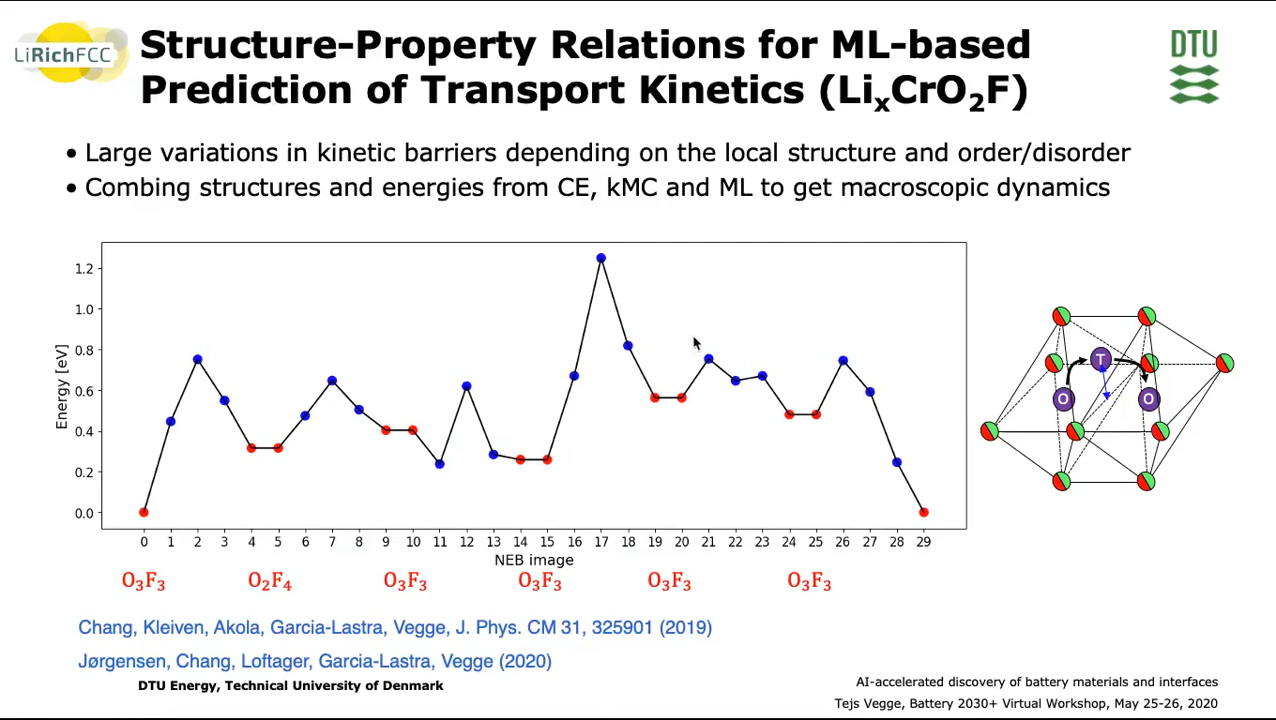 LiRichFCC
Structure-Property Relations for ML-based
Prediction of Transport Kinetics (LiₓCrO₂F)
DTU
• Large variations in kinetic barriers depending on the local structure and order/disorder
• Combing structures and energies from CE, kMC and ML to get macroscopic dynamics
Energy [eV]
1.2
1.0
0.8
0.6
0.4
0.2
0.0
0 1 2 3 4 5 6 7 8 9 10 11 12 13 14 15 16 17 18 19 20 21 22 23 24 25 26 27 28 29
NEB image
O₃F₃ O₂F₄ O₃F₃ O₃F₃ O₃F₃ O₃F₃
T
O O
Chang, Kleiven, Akola, Garcia-Lastra, Vegge, J. Phys. CM 31, 325901 (2019)
Jørgensen, Chang, Loftager, Garcia-Lastra, Vegge (2020)
DTU Energy, Technical University of Denmark
AI-accelerated discovery of battery materials and interfaces
Tejs Vegge, Battery 2030+ Virtual Workshop, May 25-26, 2020